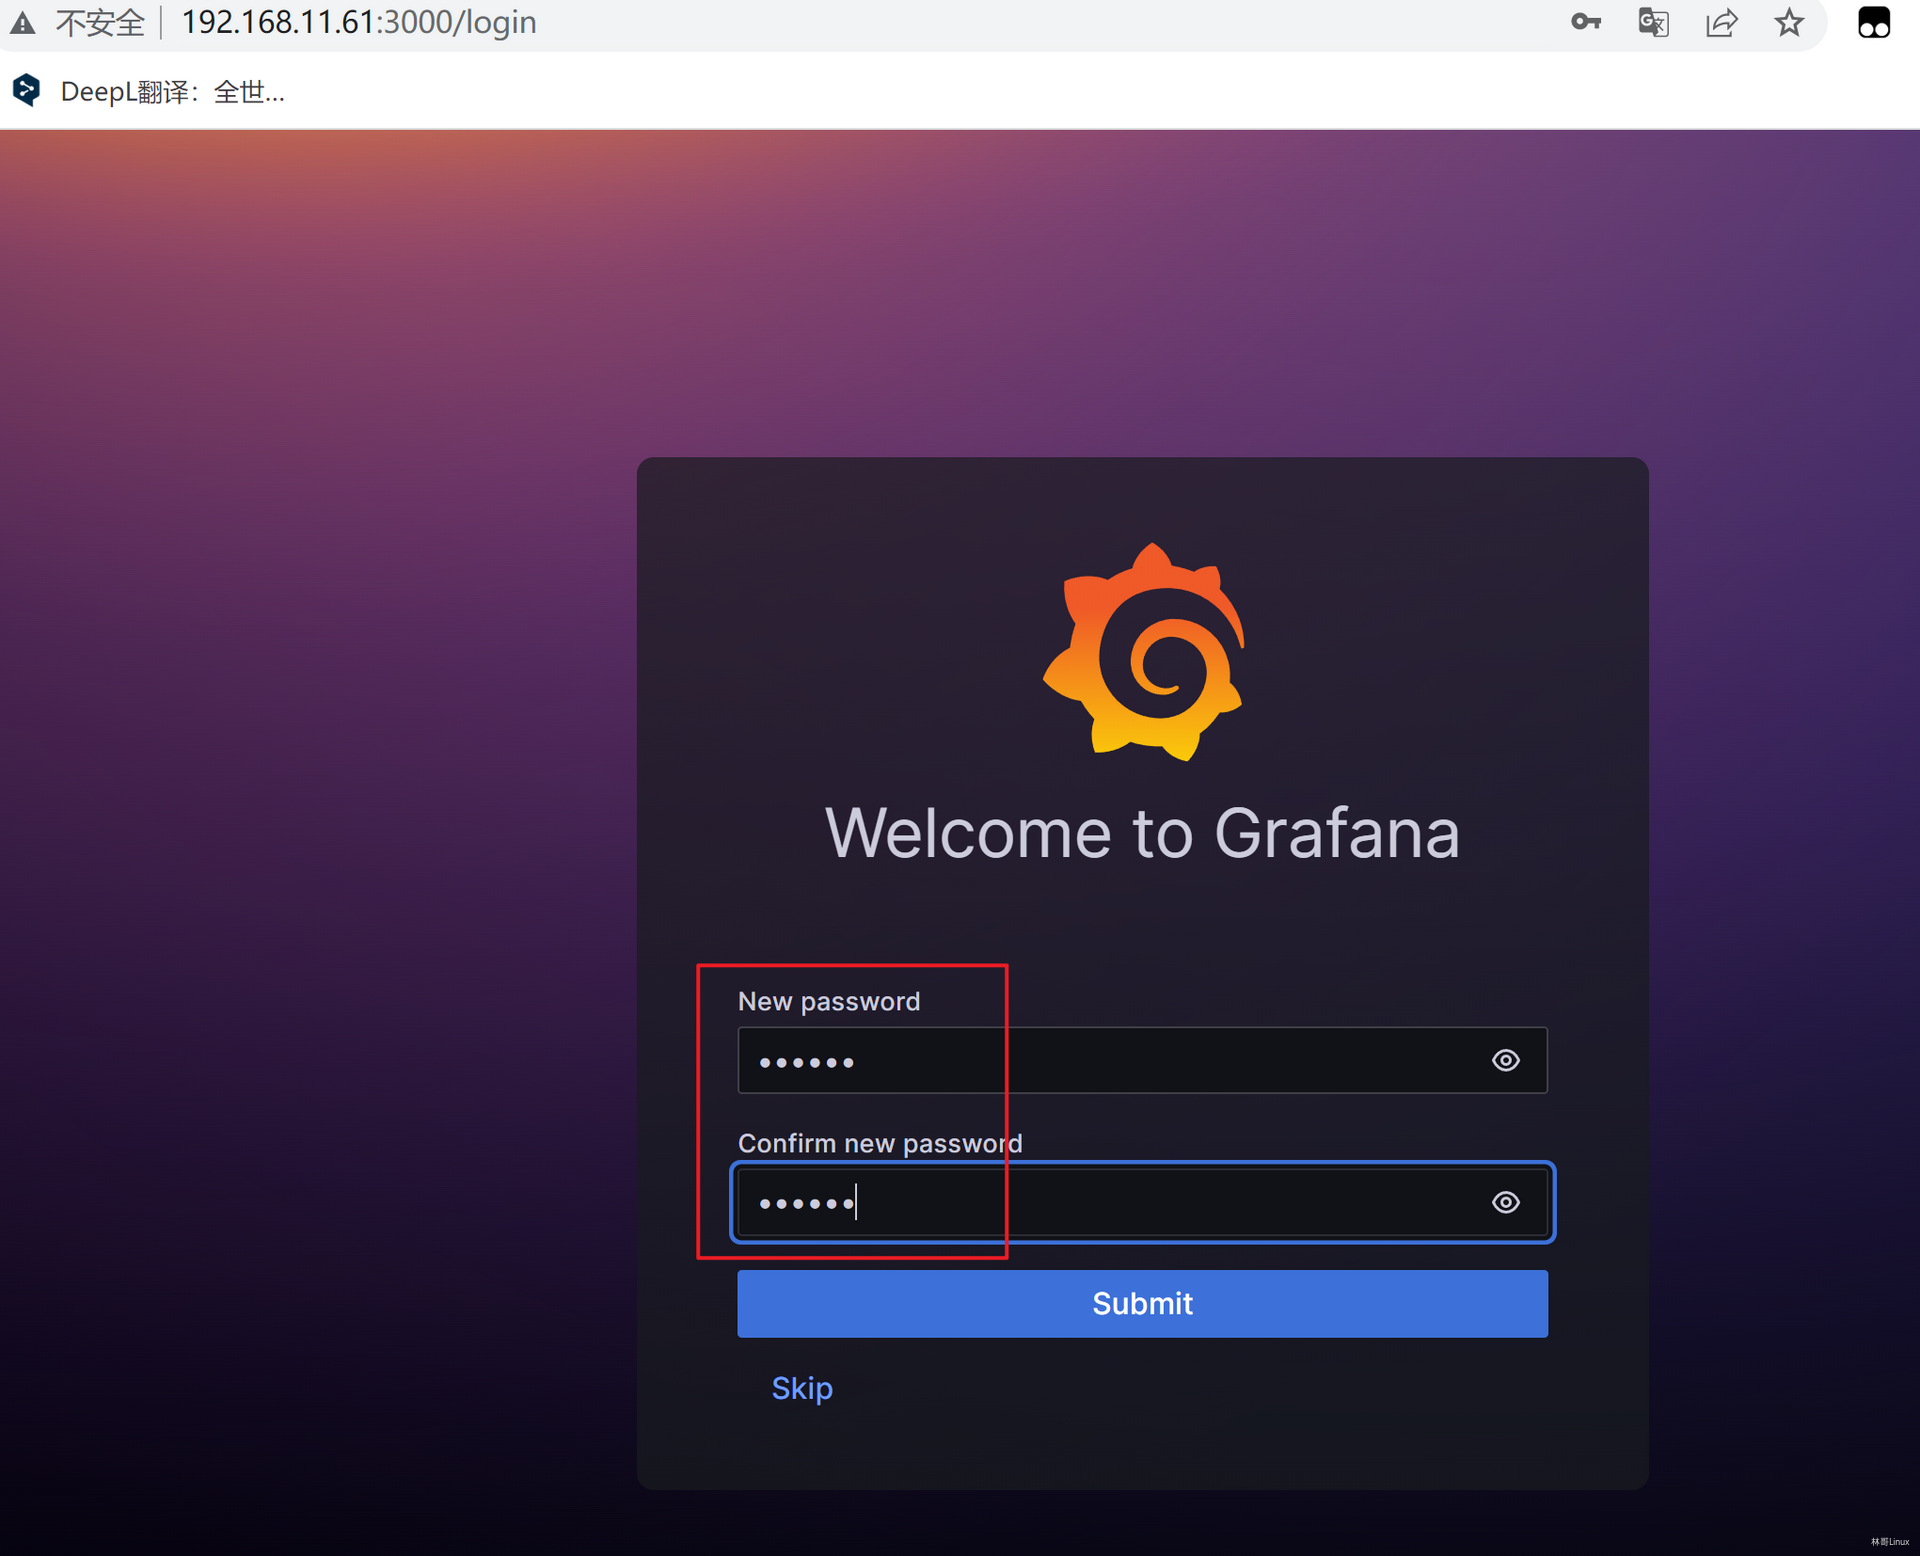 不安全 192.168.11.61:3000/login
DeepL翻译：全世...
Welcome to Grafana
New password
••••••
Confirm new password
••••••
Submit
Skip
林哥Linux